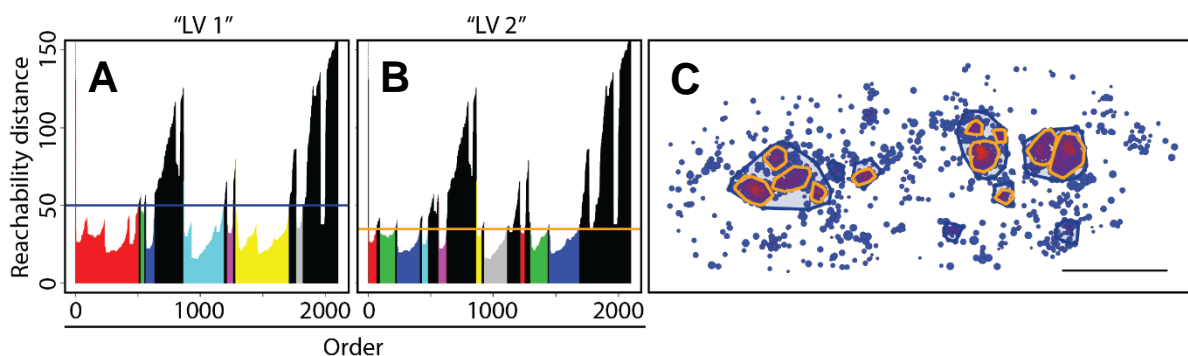 “LV 1”
“LV 2”
A
B
C
Reachability distance
150
100
50
0
0
1000
2000
0
1000
2000
Order